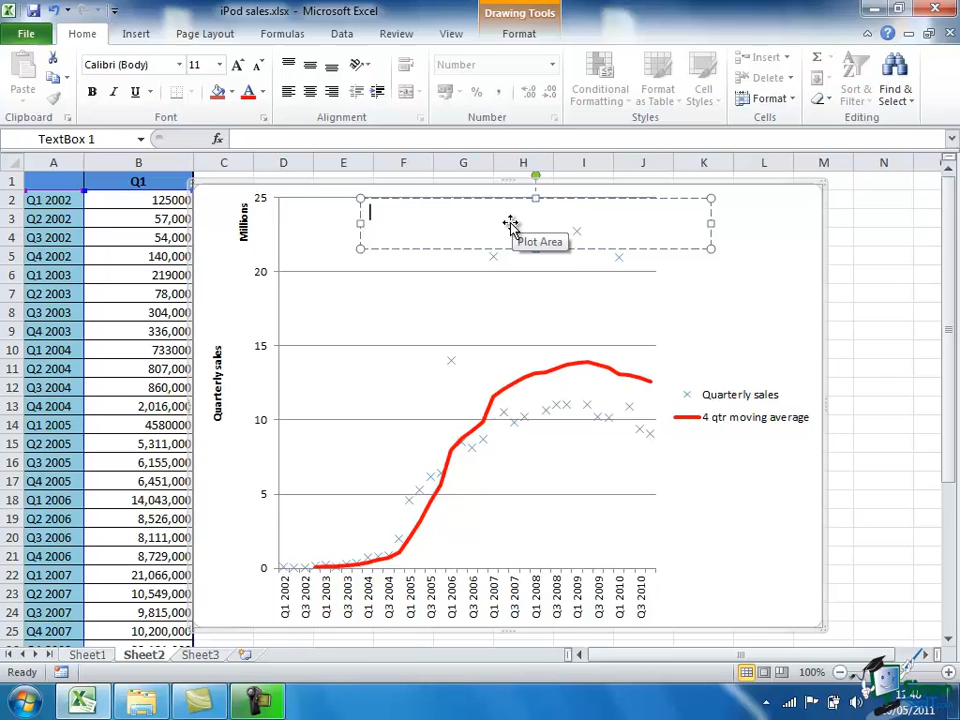 iPod sales.xlsx - Microsoft Excel
Drawing Tools
File Home Insert Page Layout Formulas Data Review View Format
Paste
Clipboard
Calibri (Body) 11
B I U
Font
Alignment
Number
Number
Conditional Formatting
Format as Table
Cell Styles
Styles
Insert
Delete
Format
Cells
Sort & Filter
Find & Select
Editing
TextBox 1
fx
A B C D E F G H I J K L M N
1 Q1
2 Q1 2002 125000
3 Q2 2002 57,000
4 Q3 2002 54,000
5 Q4 2002 140,000
6 Q1 2003 219000
7 Q2 2003 78,000
8 Q3 2003 304,000
9 Q4 2003 336,000
10 Q1 2004 733000
11 Q2 2004 807,000
12 Q3 2004 860,000
13 Q4 2004 2,016,000
14 Q1 2005 4580000
15 Q2 2005 5,311,000
16 Q3 2005 6,155,000
17 Q4 2005 6,451,000
18 Q1 2006 14,043,000
19 Q2 2006 8,526,000
20 Q3 2006 8,111,000
21 Q4 2006 8,729,000
22 Q1 2007 21,066,000
23 Q2 2007 10,549,000
24 Q3 2007 9,815,000
25 Q4 2007 10,200,000
Millions
Quarterly sales
25
20
15
10
5
0
Plot Area
Quarterly sales
4 qtr moving average
Q1 2002
Q3 2002
Q1 2003
Q3 2003
Q1 2004
Q3 2004
Q1 2005
Q3 2005
Q1 2006
Q3 2006
Q1 2007
Q3 2007
Q1 2008
Q3 2008
Q1 2009
Q3 2009
Q1 2010
Q3 2010
Sheet1 Sheet2 Sheet3
Ready
100%